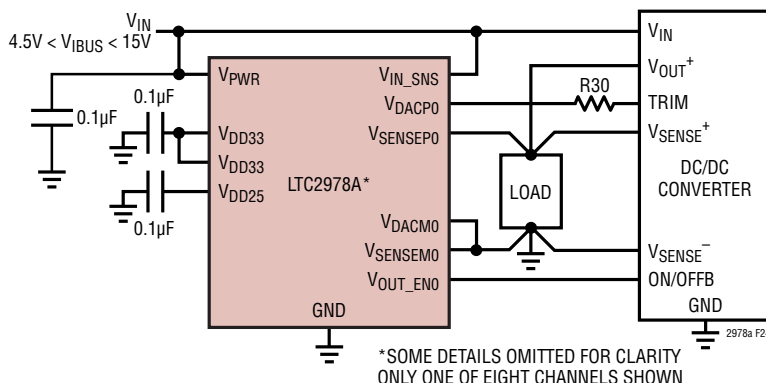 VIN
4.5V < VIBUS < 15V
0.1µF
0.1µF
0.1µF
VPWR
VDD33
VDD33
VDD25
LTC2978A*
VIN_SNS
VDACP0
VSENSEP0
VDACM0
VSENSEM0
VOUT_EN0
GND
R30
LOAD
VIN
VOUT+
TRIM
VSENSE+
DC/DC
CONVERTER
VSENSE–
ON/OFFB
GND
*SOME DETAILS OMITTED FOR CLARITY
ONLY ONE OF EIGHT CHANNELS SHOWN